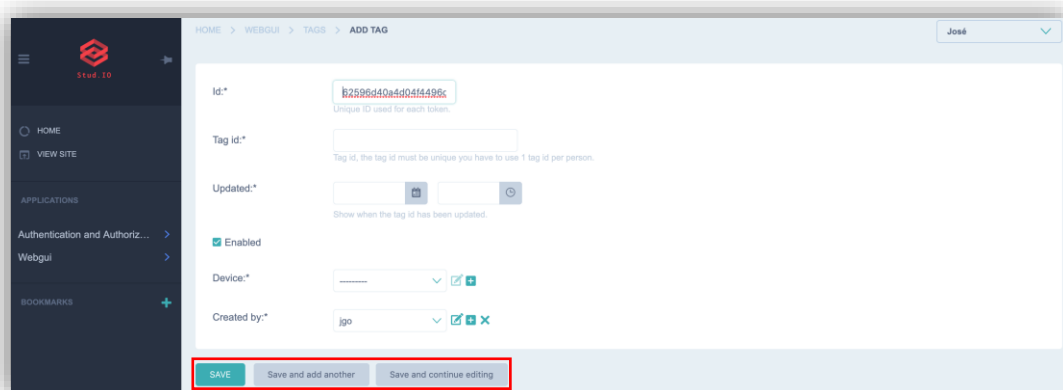 Stud.IO
HOME
VIEW SITE
APPLICATIONS
Authentication and Authoriz... >
Webgui >
BOOKMARKS +
HOME > WEBGUI > TAGS > ADD TAG
José
Id:*
62596d40a4d04f4496c
Unique ID used for each token.
Tag id:*
Tag id, the tag id must be unique you have to use 1 tag id per person.
Updated:*
Show when the tag id has been updated.
Enabled
Device:*
---------
Created by:*
jgo
SAVE
Save and add another
Save and continue editing